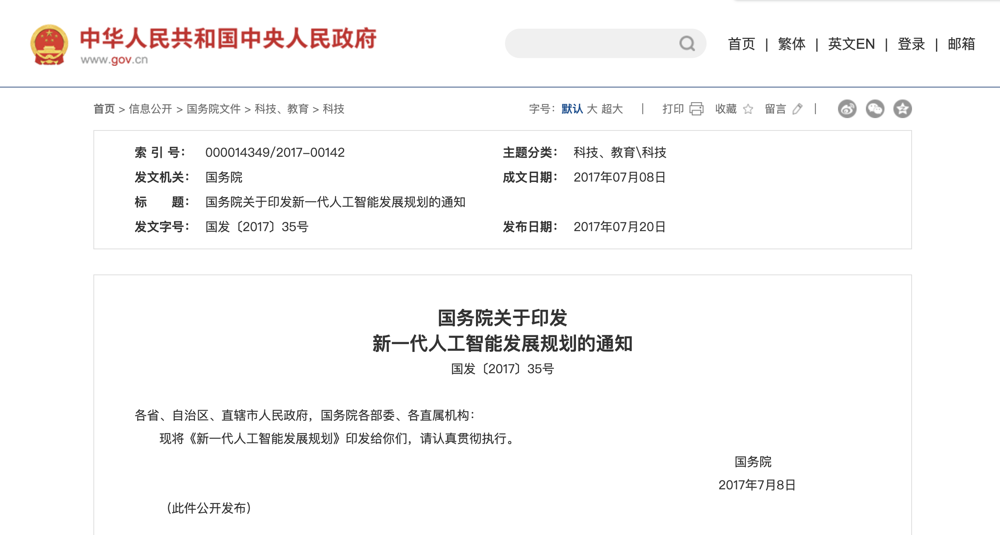 中华人民共和国中央人民政府
www.gov.cn
首页 | 繁体 | 英文EN | 登录 | 邮箱
首页 > 信息公开 > 国务院文件 > 科技、教育 > 科技
字号：默认 大 超大 | 打印 收藏 留言 |
索 引 号： 000014349/2017-00142 主题分类： 科技、教育\科技
发文机关： 国务院 成文日期： 2017年07月08日
标　　题： 国务院关于印发新一代人工智能发展规划的通知
发文字号： 国发〔2017〕35号 发布日期： 2017年07月20日
国务院关于印发
新一代人工智能发展规划的通知
国发〔2017〕35号
各省、自治区、直辖市人民政府，国务院各部委、各直属机构：
现将《新一代人工智能发展规划》印发给你们，请认真贯彻执行。
国务院
2017年7月8日
（此件公开发布）